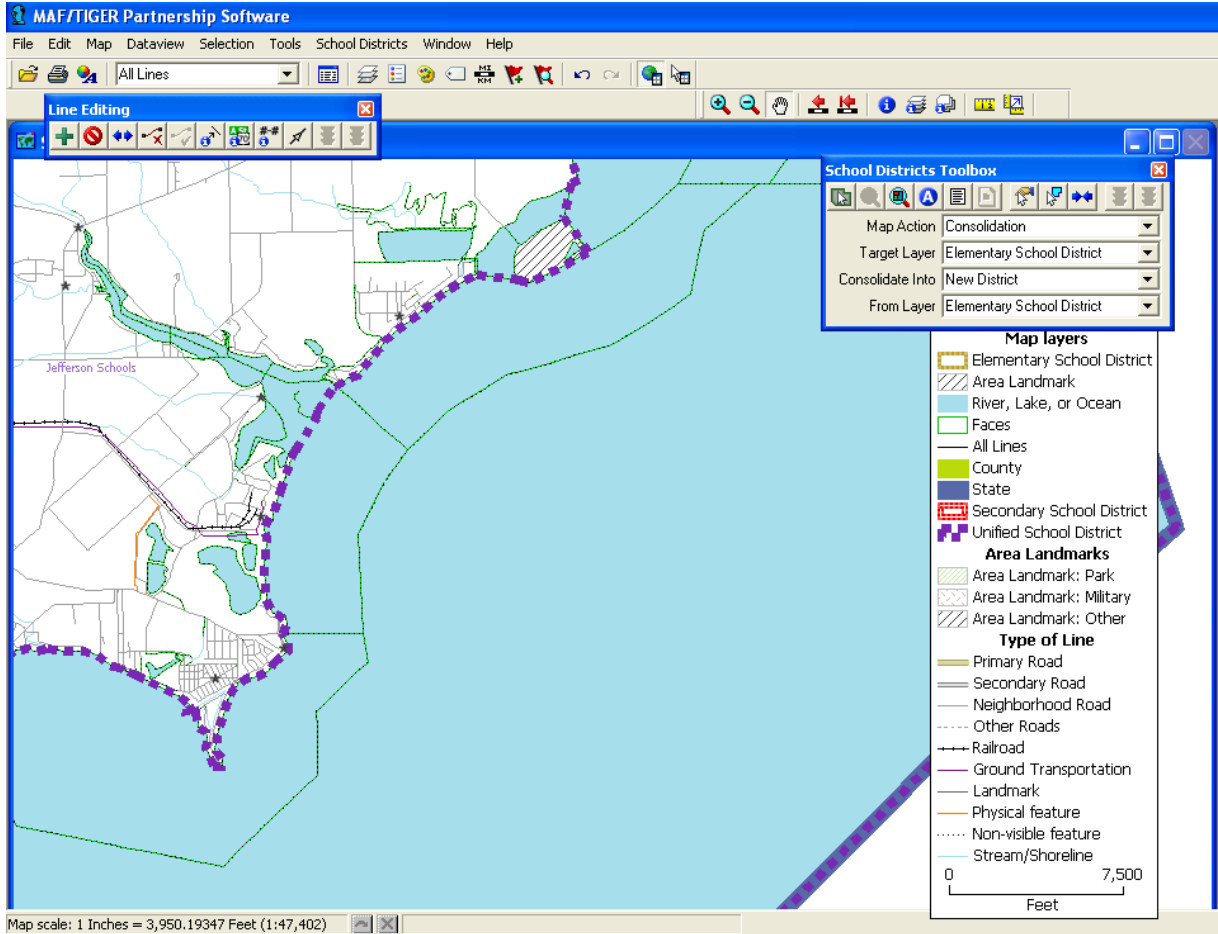 MAF/TIGER Partnership Software
File Edit Map Dataview Selection Tools School Districts Window Help
All Lines
MI
KM
Line Editing
School Districts Toolbox
Map Action Consolidation
Target Layer Elementary School District
Consolidate Into New District
From Layer Elementary School District
Jefferson Schools
Map layers
Elementary School District
Area Landmark
River, Lake, or Ocean
Faces
All Lines
County
State
Secondary School District
Unified School District
Area Landmarks
Area Landmark: Park
Area Landmark: Military
Area Landmark: Other
Type of Line
Primary Road
Secondary Road
Neighborhood Road
Other Roads
Railroad
Ground Transportation
Landmark
Physical feature
Non-visible feature
Stream/Shoreline
0 7,500
Feet
Map scale: 1 Inches = 3,950.19347 Feet (1:47,402)